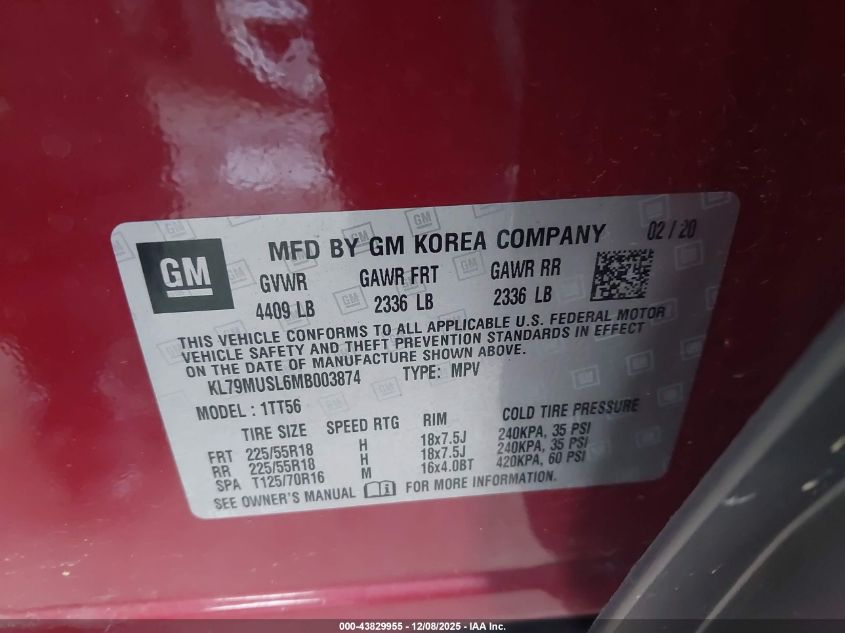 GM
MFD BY GM KOREA COMPANY 02 / 20
GVWR GAWR FRT GAWR RR
4409 LB 2336 LB 2336 LB
THIS VEHICLE CONFORMS TO ALL APPLICABLE U.S. FEDERAL MOTOR
VEHICLE SAFETY AND THEFT PREVENTION STANDARDS IN EFFECT
ON THE DATE OF MANUFACTURE SHOWN ABOVE.
KL79MUSL6MB003874 TYPE: MPV
MODEL : 1TT56
TIRE SIZE SPEED RTG RIM COLD TIRE PRESSURE
FRT 225/55R18 H 18x7.5J 240KPA, 35 PSI
RR 225/55R18 H 18x7.5J 240KPA, 35 PSI
SPA T125/70R16 M 16x4.0BT 420KPA, 60 PSI
SEE OWNER'S MANUAL FOR MORE INFORMATION.
000-43829955 - 12/08/2025 - IAA Inc.